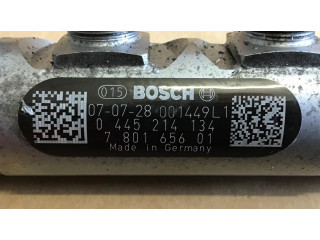 015 BOSCH
07-07-28 001449L1
0 445 214 134
7 801 656 01
Made in Germany